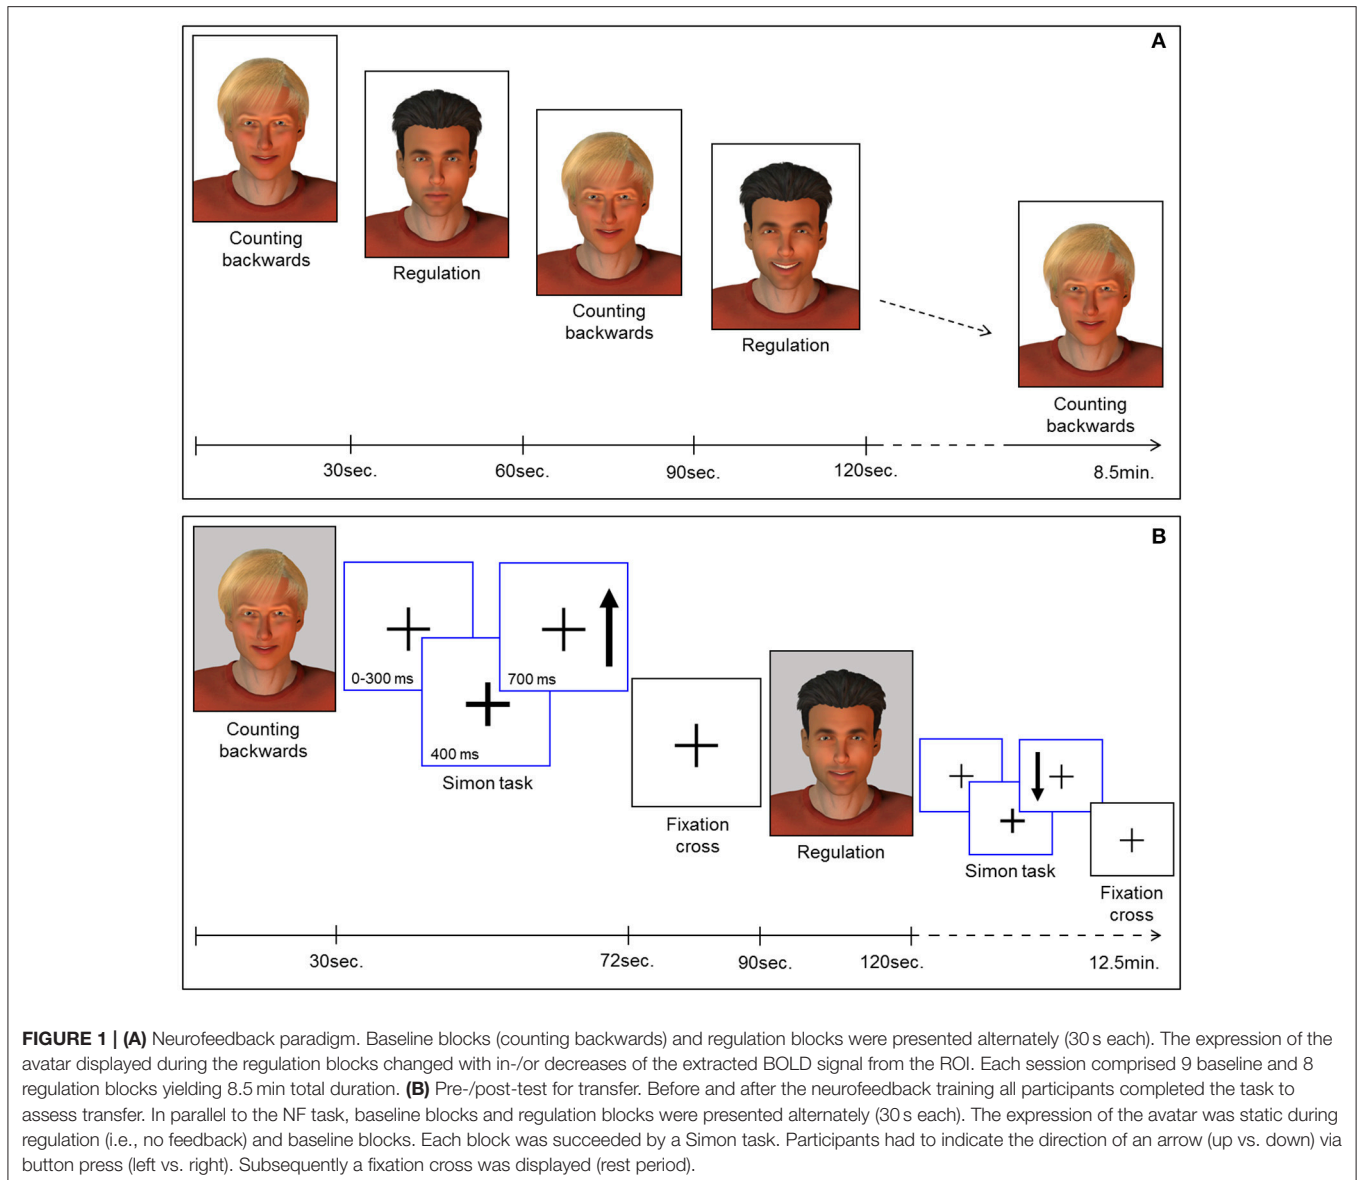 A
Counting
backwards
Regulation
Counting
backwards
Regulation
Counting
backwards
30sec.
60sec.
90sec.
120sec.
8.5min.
B
Counting
backwards
0-300 ms
400 ms
700 ms
Simon task
Fixation
cross
Regulation
Simon task
Fixation
cross
30sec.
72sec.
90sec.
120sec.
12.5min.
FIGURE 1 | (A) Neurofeedback paradigm. Baseline blocks (counting backwards) and regulation blocks were presented alternately (30 s each). The expression of the
avatar displayed during the regulation blocks changed with in-/or decreases of the extracted BOLD signal from the ROI. Each session comprised 9 baseline and 8
regulation blocks yielding 8.5 min total duration. (B) Pre-/post-test for transfer. Before and after the neurofeedback training all participants completed the task to
assess transfer. In parallel to the NF task, baseline blocks and regulation blocks were presented alternately (30 s each). The expression of the avatar was static during
regulation (i.e., no feedback) and baseline blocks. Each block was succeeded by a Simon task. Participants had to indicate the direction of an arrow (up vs. down) via
button press (left vs. right). Subsequently a fixation cross was displayed (rest period).